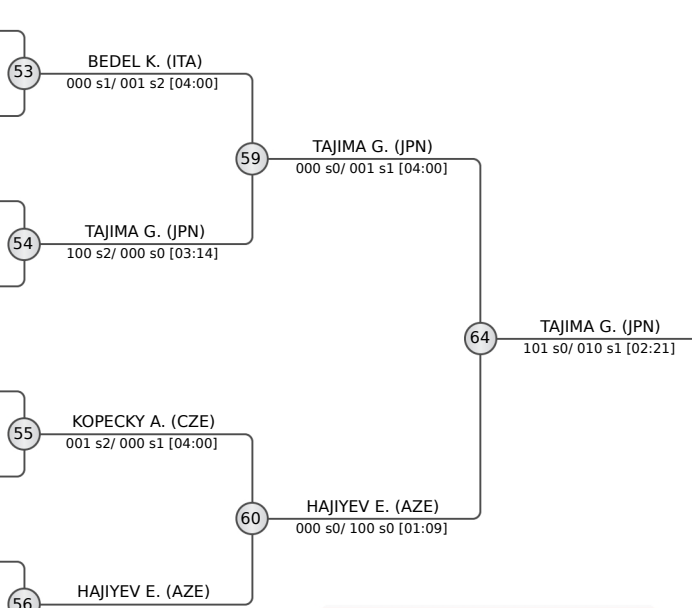 BEDEL K. (ITA)
53
000 s1/ 001 s2 [04:00]
TAJIMA G. (JPN)
59
000 s0/ 001 s1 [04:00]
TAJIMA G. (JPN)
54
100 s2/ 000 s0 [03:14]
TAJIMA G. (JPN)
64
101 s0/ 010 s1 [02:21]
KOPECKY A. (CZE)
55
001 s2/ 000 s1 [04:00]
HAJIYEV E. (AZE)
60
000 s0/ 100 s0 [01:09]
HAJIYEV E. (AZE)
56